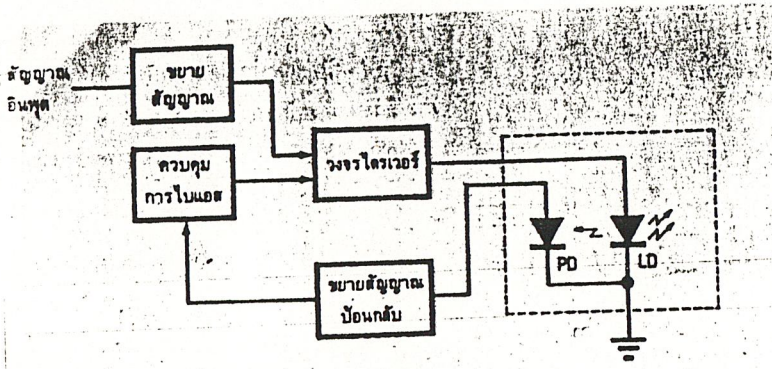 สัญญาณ
อินพุต
ขยาย
สัญญาณ
ควบคุม
การไบแอส
วงจรไดรเวอร์
ขยายสัญญาณ
ป้อนกลับ
PD
LD